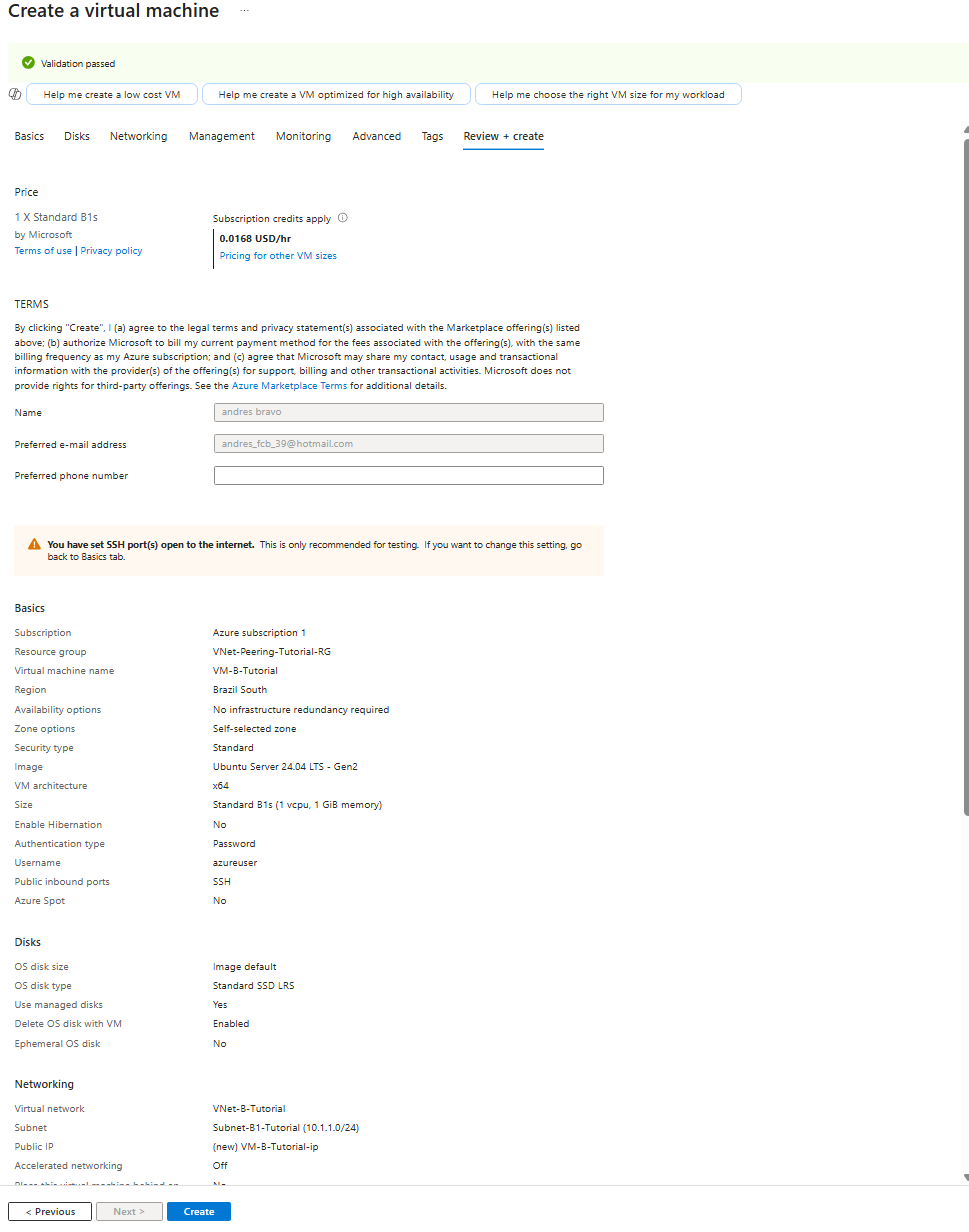 Create a virtual machine ...
Validation passed
Help me create a low cost VM
Help me create a VM optimized for high availability
Help me choose the right VM size for my workload
Basics Disks Networking Management Monitoring Advanced Tags Review + create
Price
1 X Standard B1s
by Microsoft
Terms of use | Privacy policy
Subscription credits apply
0.0168 USD/hr
Pricing for other VM sizes
TERMS
By clicking "Create", I (a) agree to the legal terms and privacy statement(s) associated with the Marketplace offering(s) listed
above; (b) authorize Microsoft to bill my current payment method for the fees associated with the offering(s), with the same
billing frequency as my Azure subscription; and (c) agree that Microsoft may share my contact, usage and transactional
information with the provider(s) of the offering(s) for support, billing and other transactional activities. Microsoft does not
provide rights for third-party offerings. See the Azure Marketplace Terms for additional details.
Name andres bravo
Preferred e-mail address andres_fcb_39@hotmail.com
Preferred phone number
You have set SSH port(s) open to the internet. This is only recommended for testing. If you want to change this setting, go
back to Basics tab.
Basics
Subscription Azure subscription 1
Resource group VNet-Peering-Tutorial-RG
Virtual machine name VM-B-Tutorial
Region Brazil South
Availability options No infrastructure redundancy required
Zone options Self-selected zone
Security type Standard
Image Ubuntu Server 24.04 LTS - Gen2
VM architecture x64
Size Standard B1s (1 vcpu, 1 GiB memory)
Enable Hibernation No
Authentication type Password
Username azureuser
Public inbound ports SSH
Azure Spot No
Disks
OS disk size Image default
OS disk type Standard SSD LRS
Use managed disks Yes
Delete OS disk with VM Enabled
Ephemeral OS disk No
Networking
Virtual network VNet-B-Tutorial
Subnet Subnet-B1-Tutorial (10.1.1.0/24)
Public IP (new) VM-B-Tutorial-ip
Accelerated networking Off
Place this virtual machine behind an No
< Previous Next > Create